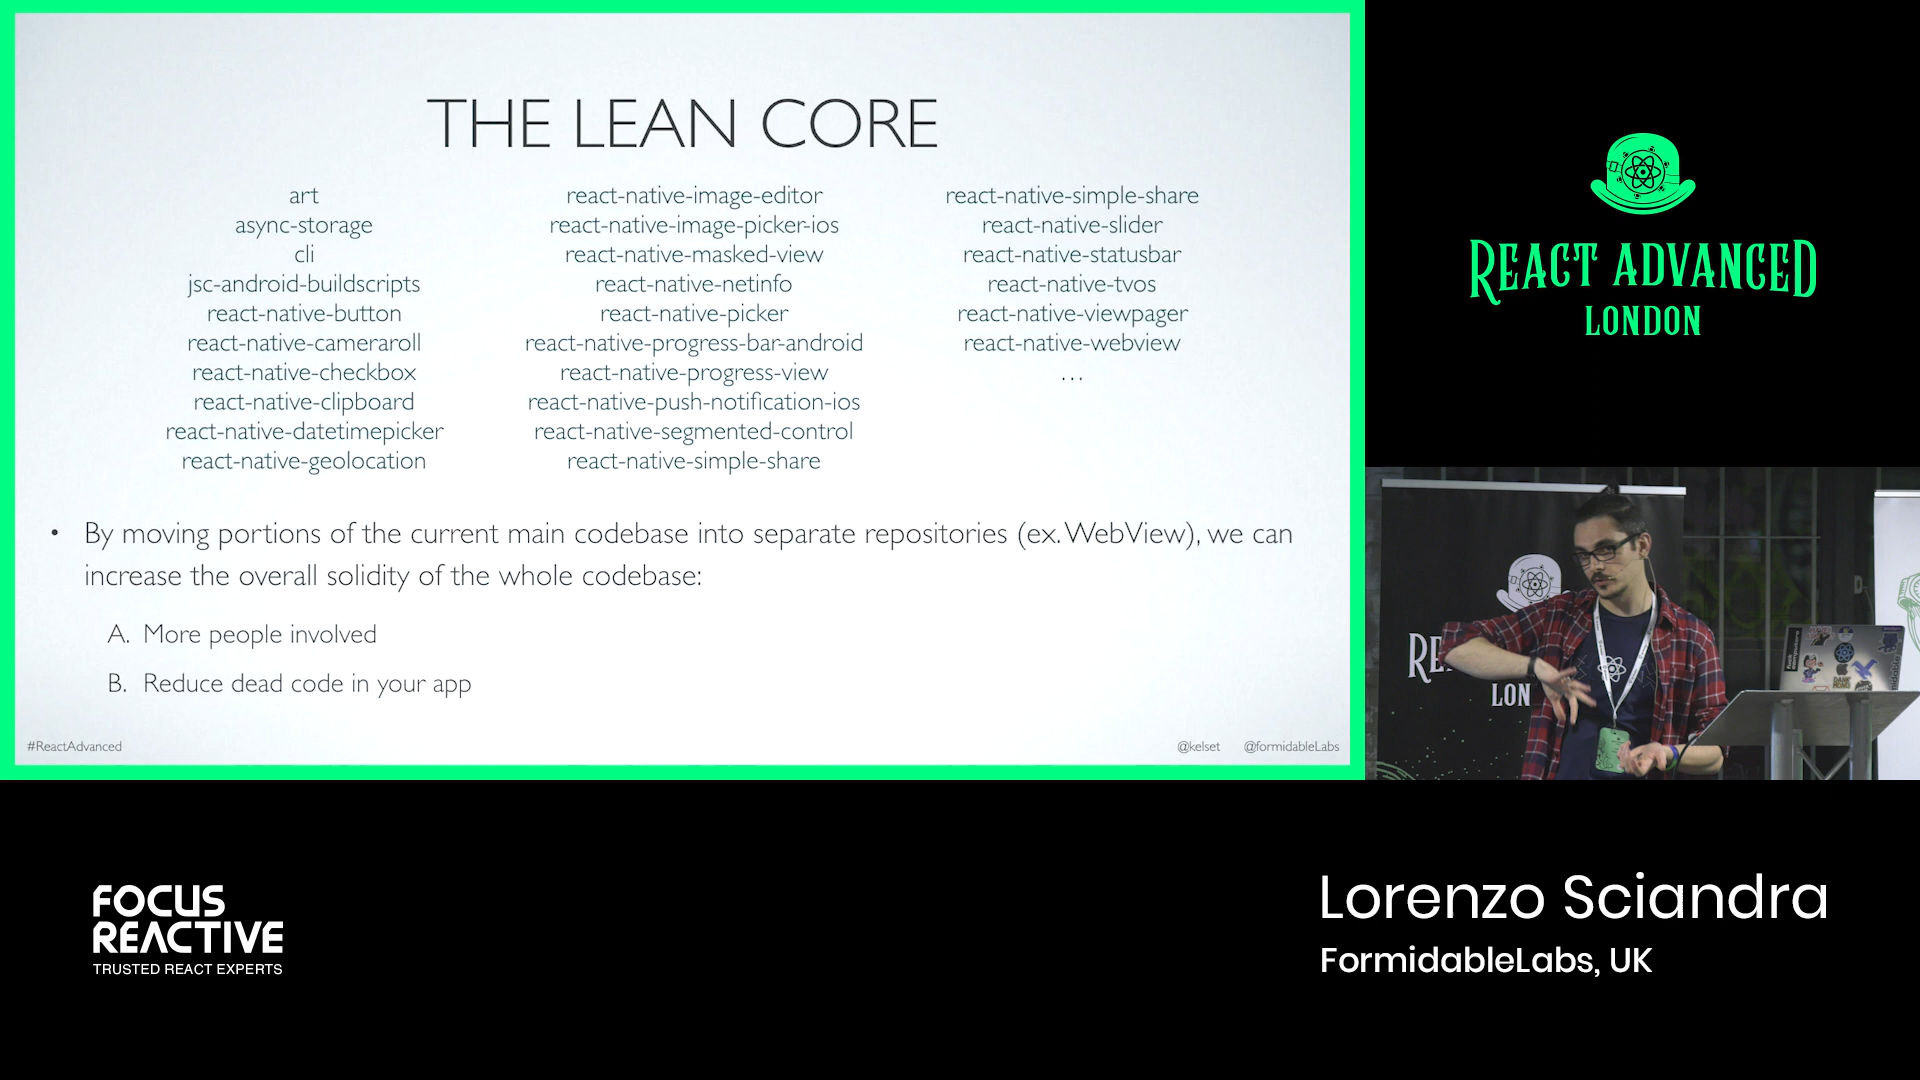 THE LEAN CORE
art
async-storage
cli
jsc-android-buildscripts
react-native-button
react-native-cameraroll
react-native-checkbox
react-native-clipboard
react-native-datetimepicker
react-native-geolocation
react-native-image-editor
react-native-image-picker-ios
react-native-masked-view
react-native-netinfo
react-native-picker
react-native-progress-bar-android
react-native-progress-view
react-native-push-notification-ios
react-native-segmented-control
react-native-simple-share
react-native-simple-share
react-native-slider
react-native-statusbar
react-native-tvos
react-native-viewpager
react-native-webview
...
• By moving portions of the current main codebase into separate repositories (ex. WebView), we can
increase the overall solidity of the whole codebase:
A. More people involved
B. Reduce dead code in your app
#ReactAdvanced
@kelset @formidableLabs
REACT ADVANCED
LONDON
RE
LON
FOCUS
REACTIVE
TRUSTED REACT EXPERTS
Lorenzo Sciandra
FormidableLabs, UK